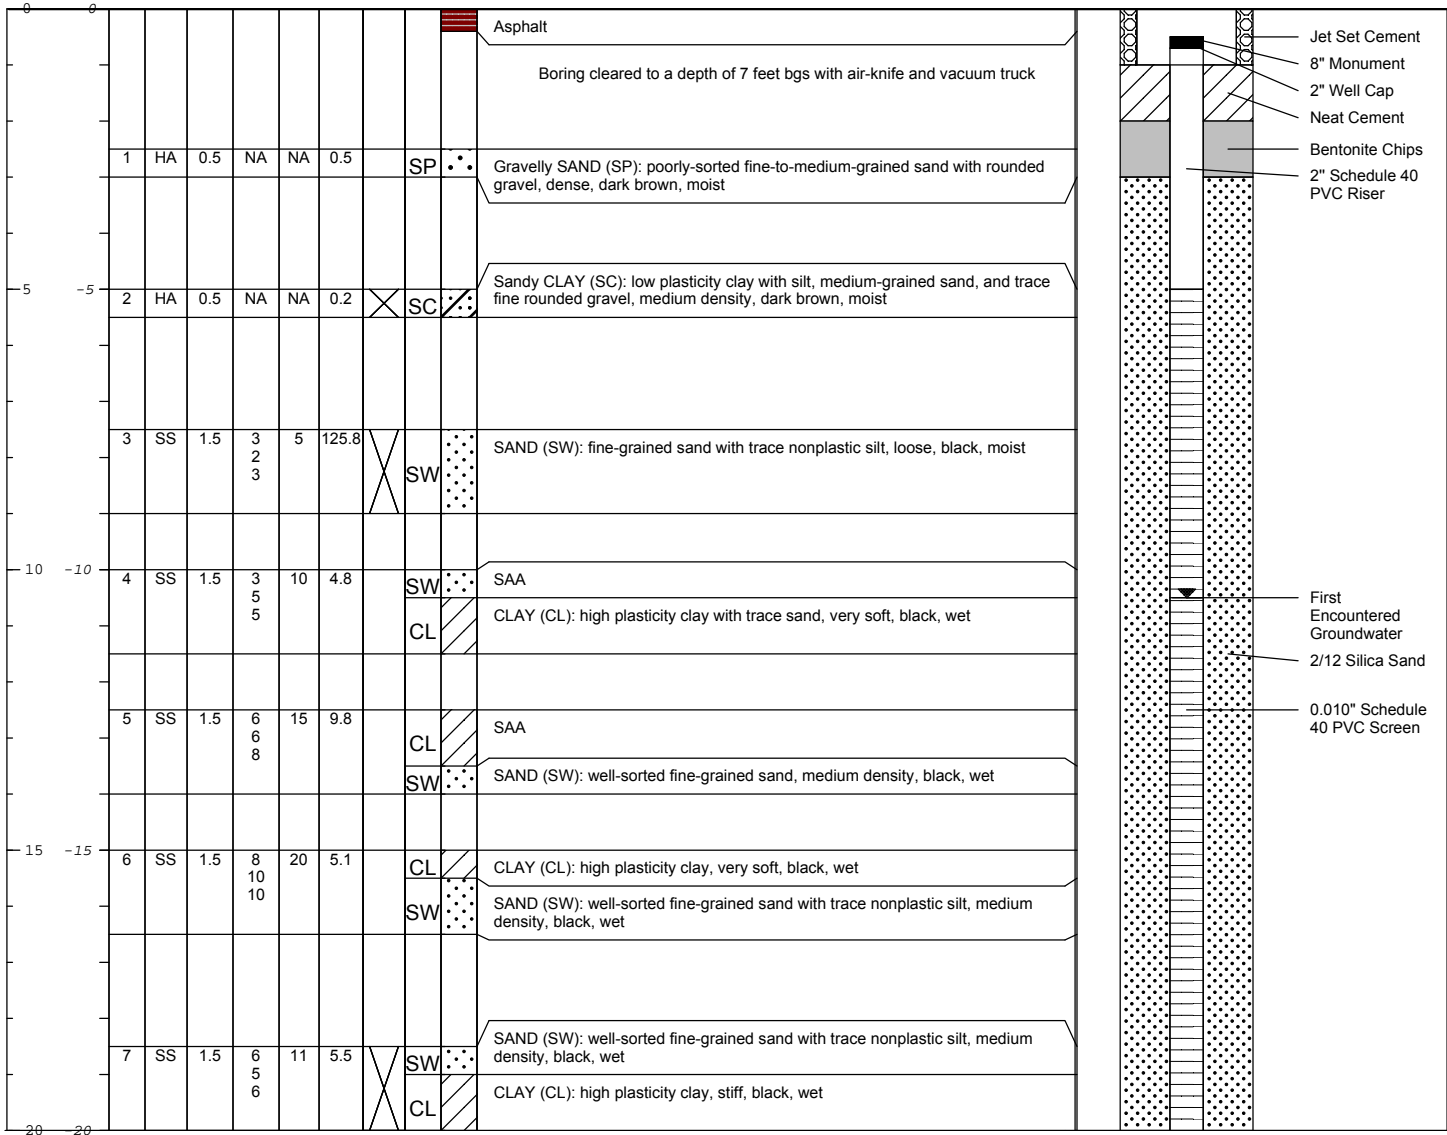 0 0
Asphalt
Boring cleared to a depth of 7 feet bgs with air-knife and vacuum truck
Jet Set Cement
8" Monument
2" Well Cap
Neat Cement
Bentonite Chips
2" Schedule 40
PVC Riser
1 HA 0.5 NA NA 0.5 SP
Gravelly SAND (SP): poorly-sorted fine-to-medium-grained sand with rounded
gravel, dense, dark brown, moist
5 -5
2 HA 0.5 NA NA 0.2 SC
Sandy CLAY (SC): low plasticity clay with silt, medium-grained sand, and trace
fine rounded gravel, medium density, dark brown, moist
3 SS 1.5 3 5 125.8
2
3
SW
SAND (SW): fine-grained sand with trace nonplastic silt, loose, black, moist
10 -10
4 SS 1.5 3 10 4.8 SW SAA
5
5
CL
CLAY (CL): high plasticity clay with trace sand, very soft, black, wet
First
Encountered
Groundwater
2/12 Silica Sand
0.010" Schedule
40 PVC Screen
5 SS 1.5 6 15 9.8
6
8
CL SAA
SW
SAND (SW): well-sorted fine-grained sand, medium density, black, wet
15 -15
6 SS 1.5 8 20 5.1
10
10
CL
CLAY (CL): high plasticity clay, very soft, black, wet
SW
SAND (SW): well-sorted fine-grained sand with trace nonplastic silt, medium
density, black, wet
7 SS 1.5 6 11 5.5
5
6
SW
SAND (SW): well-sorted fine-grained sand with trace nonplastic silt, medium
density, black, wet
CL
CLAY (CL): high plasticity clay, stiff, black, wet
20 -20